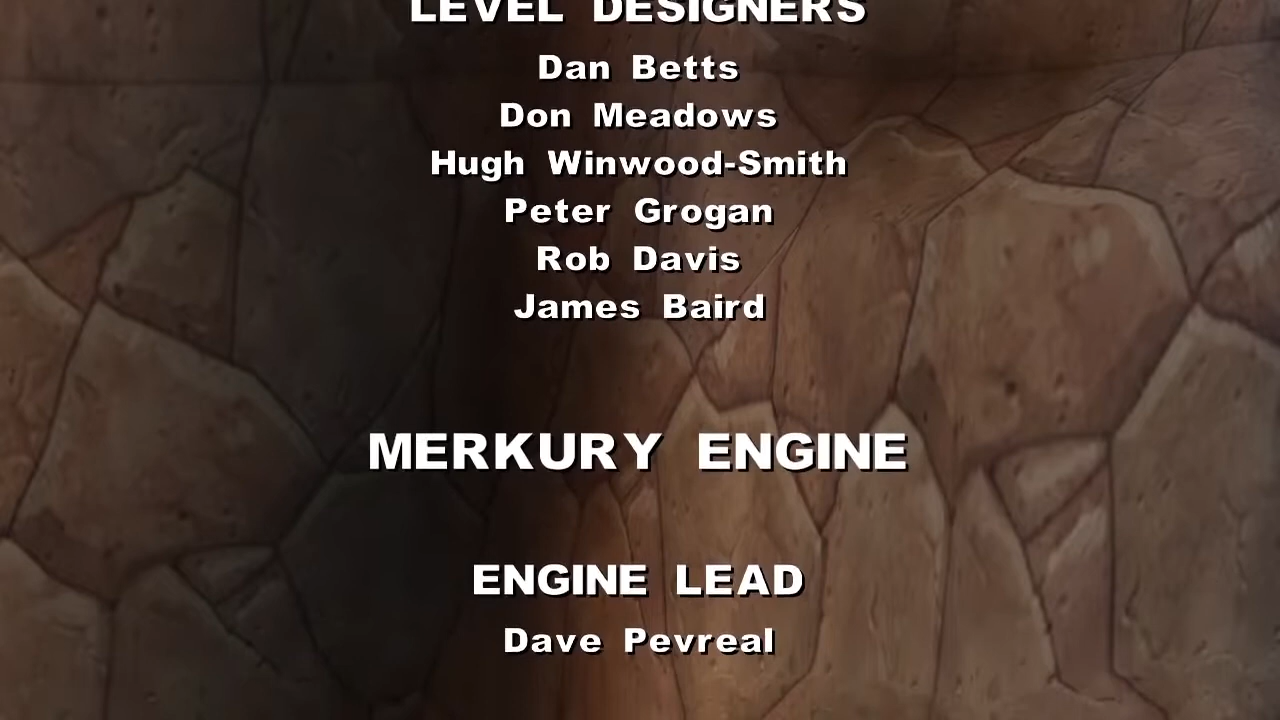 LEVEL DESIGNERS
Dan Betts
Don Meadows
Hugh Winwood-Smith
Peter Grogan
Rob Davis
James Baird
MERKURY ENGINE
ENGINE LEAD
Dave Pevreal